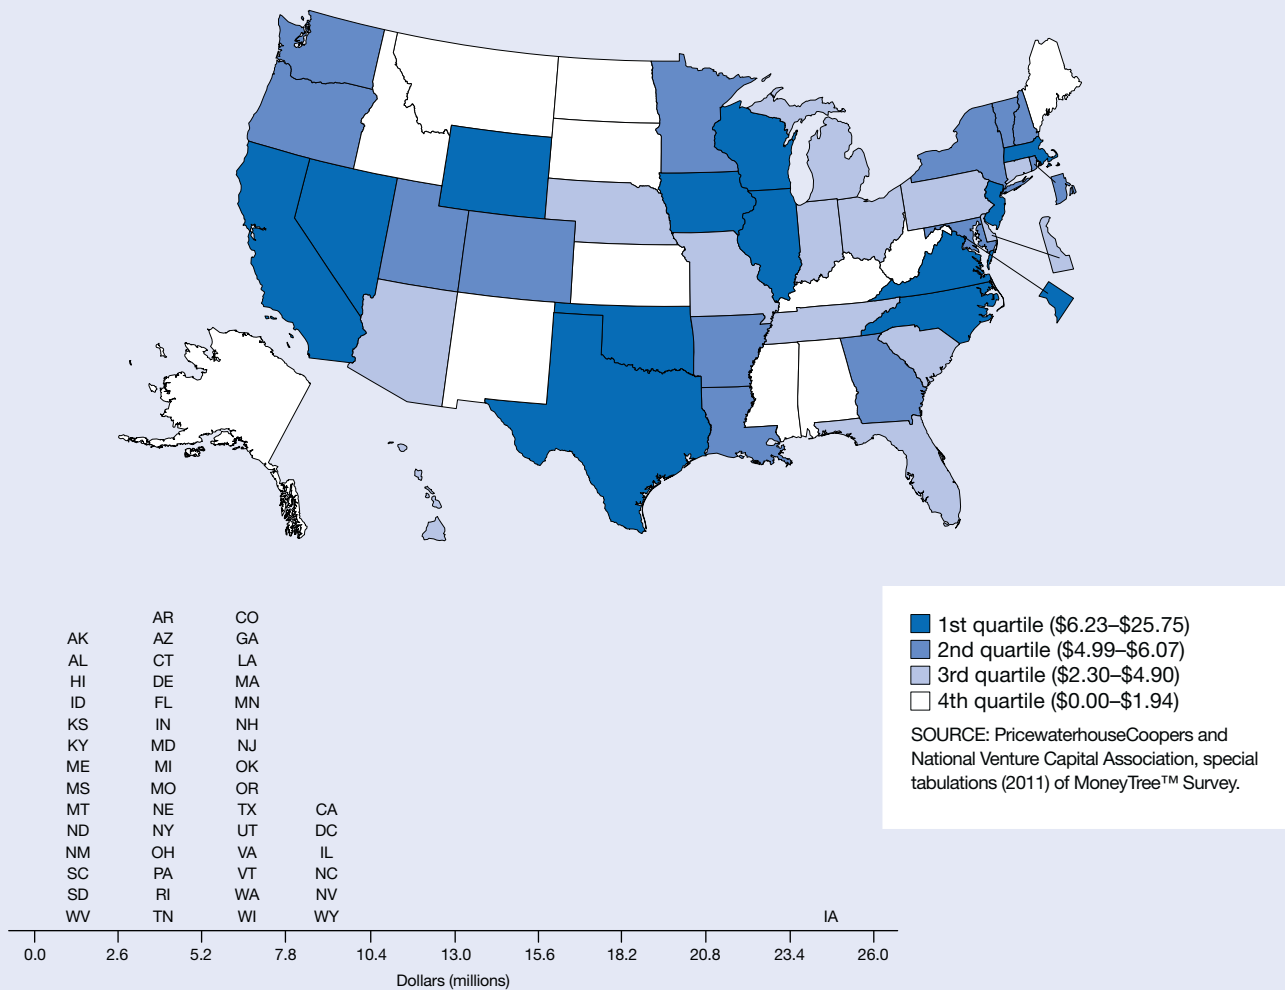 AR CO
AK AZ GA
AL CT LA
HI DE MA
ID FL MN
KS IN NH
KY MD NJ
ME MI OK
MS MO OR
MT NE TX CA
ND NY UT DC
NM OH VA IL
SC PA VT NC
SD RI WA NV
WV TN WI WY IA
0.0 2.6 5.2 7.8 10.4 13.0 15.6 18.2 20.8 23.4 26.0
Dollars (millions)
1st quartile ($6.23–$25.75)
2nd quartile ($4.99–$6.07)
3rd quartile ($2.30–$4.90)
4th quartile ($0.00–$1.94)
SOURCE: PricewaterhouseCoopers and
National Venture Capital Association, special
tabulations (2011) of MoneyTree™ Survey.